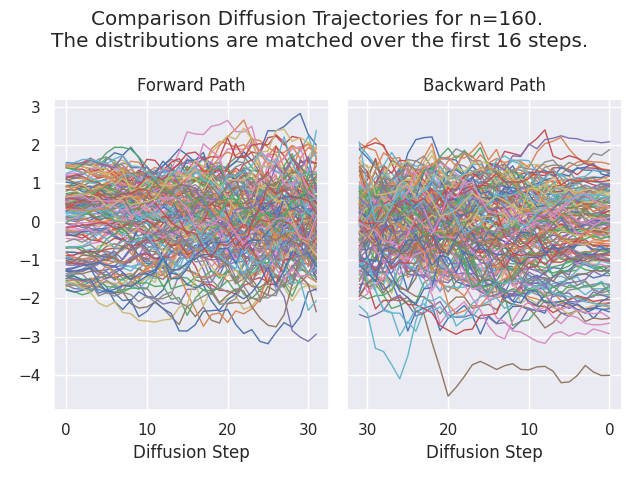 Comparison Diffusion Trajectories for n=160.
The distributions are matched over the first 16 steps.
Forward Path
Backward Path
3
2
1
0
−1
−2
−3
−4
0 10 20 30
30 20 10 0
Diffusion Step
Diffusion Step